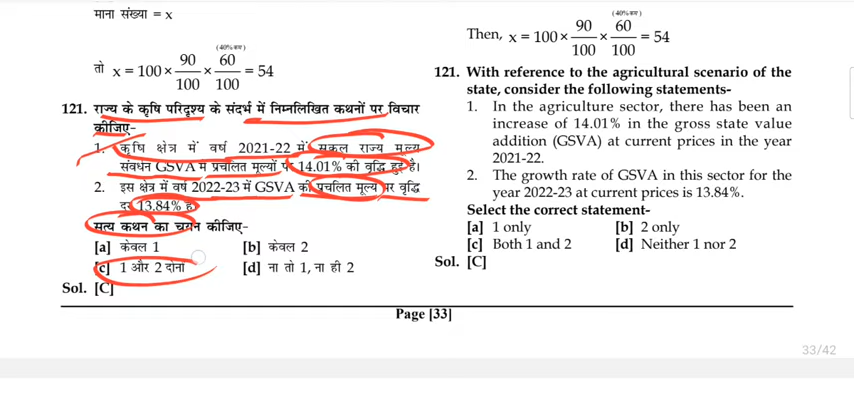 माना संख्या = x
(40% कम)
तो x = 100 × 90/100 × 60/100 = 54
121. राज्य के कृषि परिदृश्य के संदर्भ में निम्नलिखित कथनों पर विचार
कीजिए-
1. कृषि क्षेत्र में वर्ष 2021-22 में सकल राज्य मूल्य
संवर्धन GSVA में प्रचलित मूल्यों पर 14.01% की वृद्धि हुई है।
2. इस क्षेत्र में वर्ष 2022-23 में GSVA की प्रचलित मूल्य पर वृद्धि
दर 13.84% है।
सत्य कथन का चयन कीजिए-
[a] केवल 1 [b] केवल 2
[c] 1 और 2 दोनों [d] ना तो 1, ना ही 2
Sol. [C]
(40% कम)
Then, x = 100 × 90/100 × 60/100 = 54
121. With reference to the agricultural scenario of the
state, consider the following statements-
1. In the agriculture sector, there has been an
increase of 14.01% in the gross state value
addition (GSVA) at current prices in the year
2021-22.
2. The growth rate of GSVA in this sector for the
year 2022-23 at current prices is 13.84%.
Select the correct statement-
[a] 1 only [b] 2 only
[c] Both 1 and 2 [d] Neither 1 nor 2
Sol. [C]
Page [33]
33/42